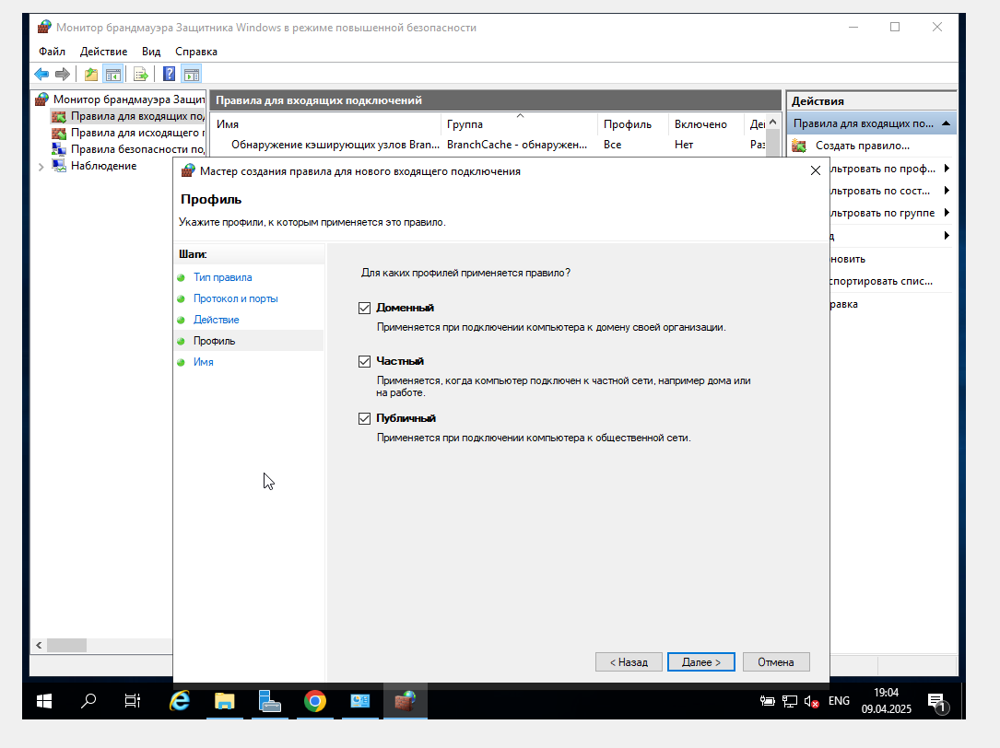 Монитор брандмауэра Защитника Windows в режиме повышенной безопасности
Файл Действие Вид Справка
Монитор брандмауэра Защит
Правила для входящих по
Правила для исходящего
Правила безопасности по
Наблюдение
Правила для входящих подключений
Имя Группа Профиль Включено Де
Обнаружение кэширующих узлов Bran... BranchCache - обнаружен... Все Нет Раз
Действия
Правила для входящих по...
Создать правило...
льтровать по проф...
льтровать по сост...
льтровать по группе
д
новить
спортировать спис...
равка
Мастер создания правила для нового входящего подключения
Профиль
Укажите профили, к которым применяется это правило.
Шаги:
Тип правила
Протокол и порты
Действие
Профиль
Имя
Для каких профилей применяется правило?
Доменный
Применяется при подключении компьютера к домену своей организации.
Частный
Применяется, когда компьютер подключен к частной сети, например дома или
на работе.
Публичный
Применяется при подключении компьютера к общественной сети.
< Назад Далее > Отмена
ENG
19:04
09.04.2025
1